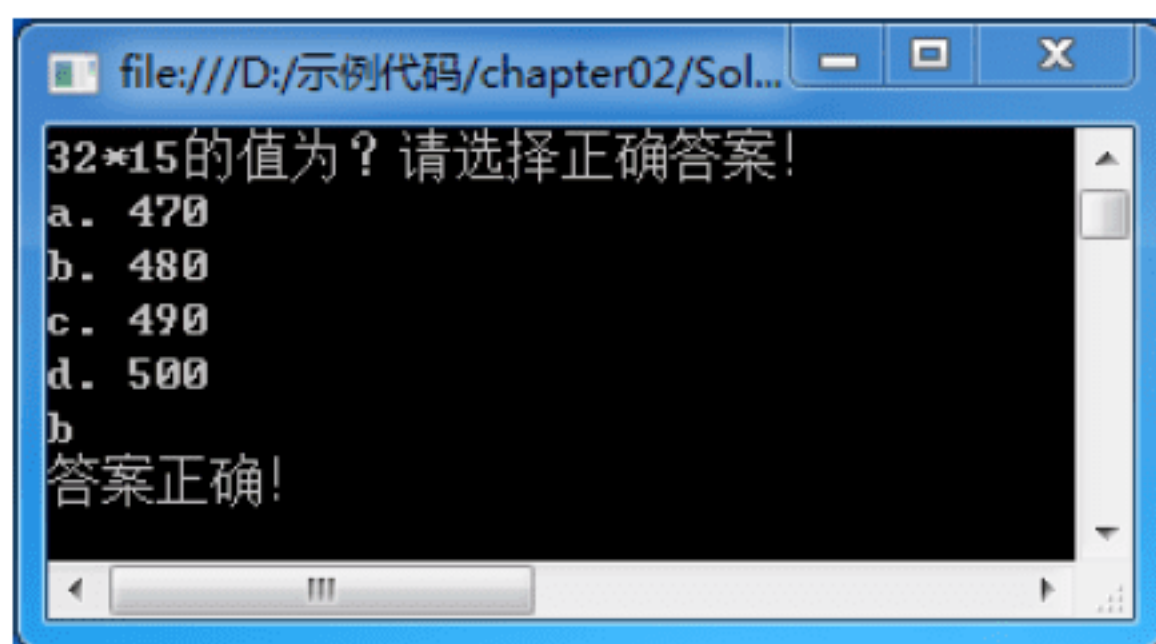 file:///D:/示例代码/chapter02/Sol...
32*15的值为？请选择正确答案!
a. 470
b. 480
c. 490
d. 500
b
答案正确!